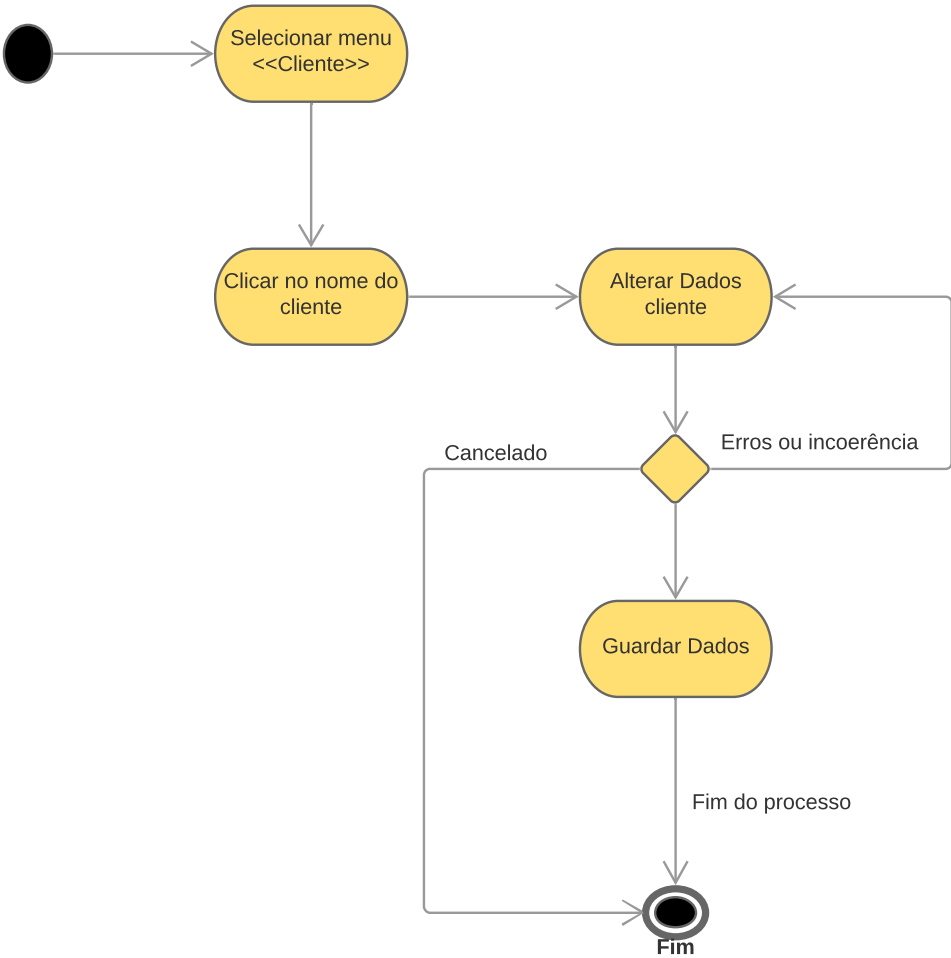 Selecionar menu
<<Cliente>>
Clicar no nome do
cliente
Alterar Dados
cliente
Erros ou incoerência
Cancelado
Guardar Dados
Fim do processo
Fim